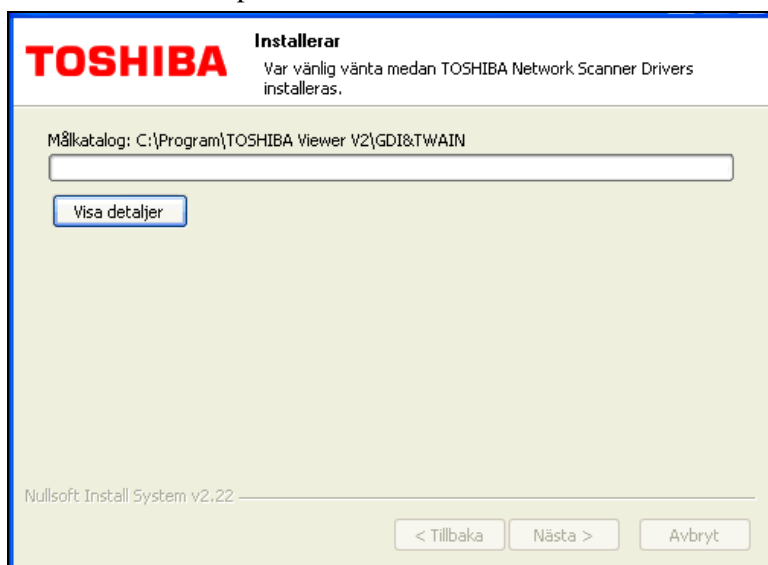 TOSHIBA
Installerar
Var vänlig vänta medan TOSHIBA Network Scanner Drivers
installeras.
Målkatalog: C:\Program\TOSHIBA Viewer V2\GDI&TWAIN
Visa detaljer
Nullsoft Install System v2.22
< Tillbaka
Nästa >
Avbryt